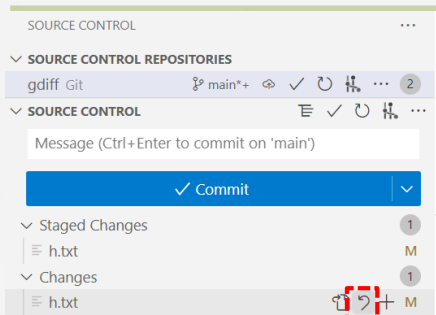 SOURCE CONTROL
SOURCE CONTROL REPOSITORIES
gdiff Git main*+ 2
SOURCE CONTROL
Message (Ctrl+Enter to commit on 'main')
Commit
Staged Changes 1
h.txt M
Changes 1
h.txt M